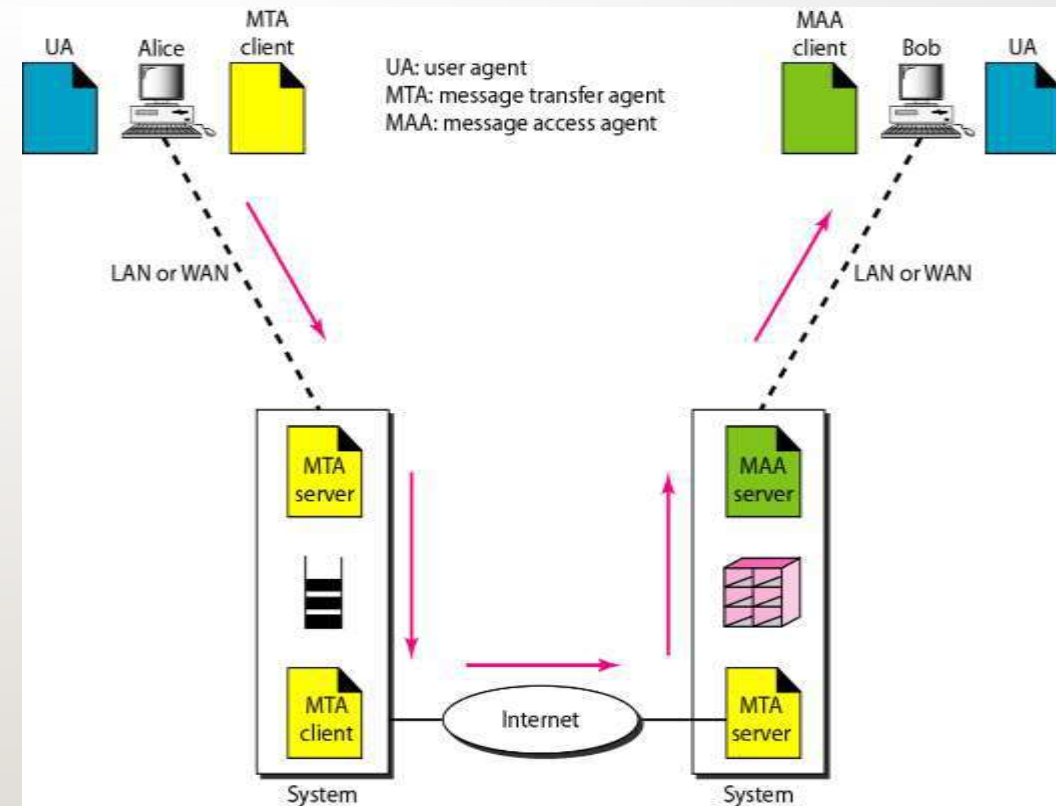 UA
Alice
MTA
client
UA: user agent
MTA: message transfer agent
MAA: message access agent
MAA
client
Bob
UA
LAN or WAN
LAN or WAN
MTA
server
MAA
server
MTA
client
Internet
MTA
server
System
System